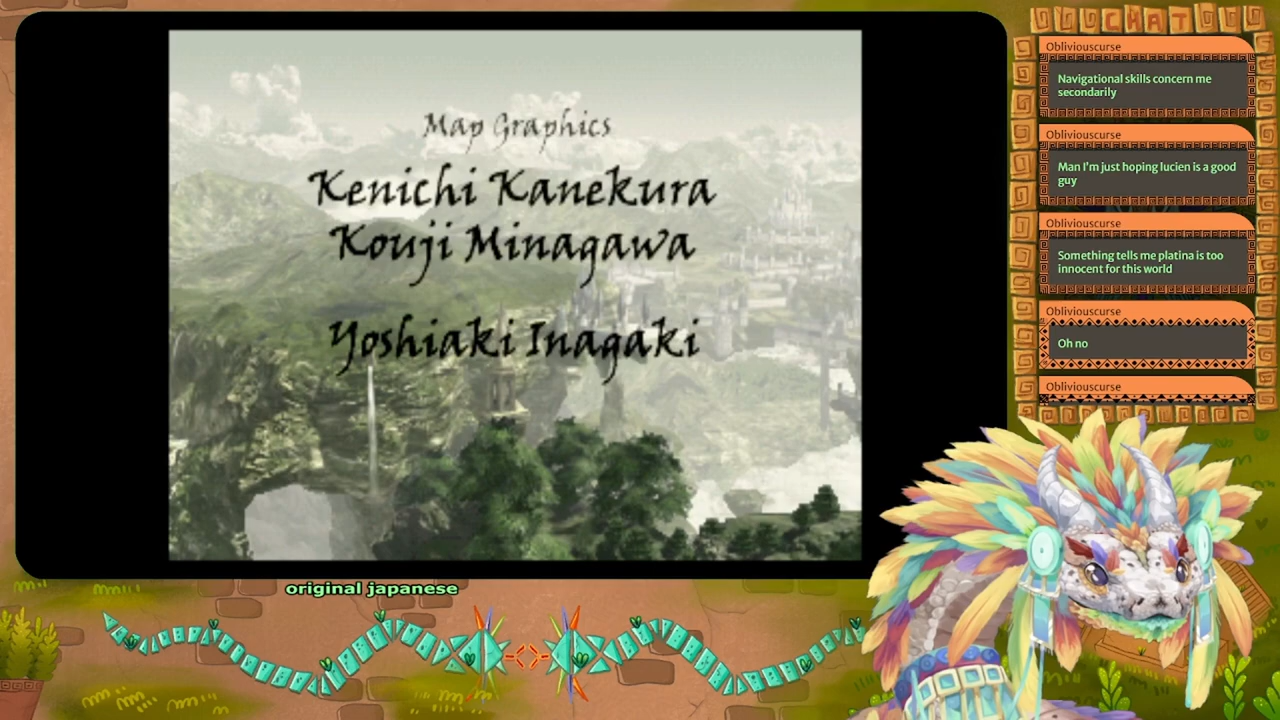 Map Graphics
Kenichi Kanekura
Kouji Minagawa
Yoshiaki Inagaki
original japanese
CHAT
Obliviouscurse
Navigational skills concern me
secondarily
Obliviouscurse
Man I'm just hoping lucien is a good
guy
Obliviouscurse
Something tells me platina is too
innocent for this world
Obliviouscurse
Oh no
Obliviouscurse